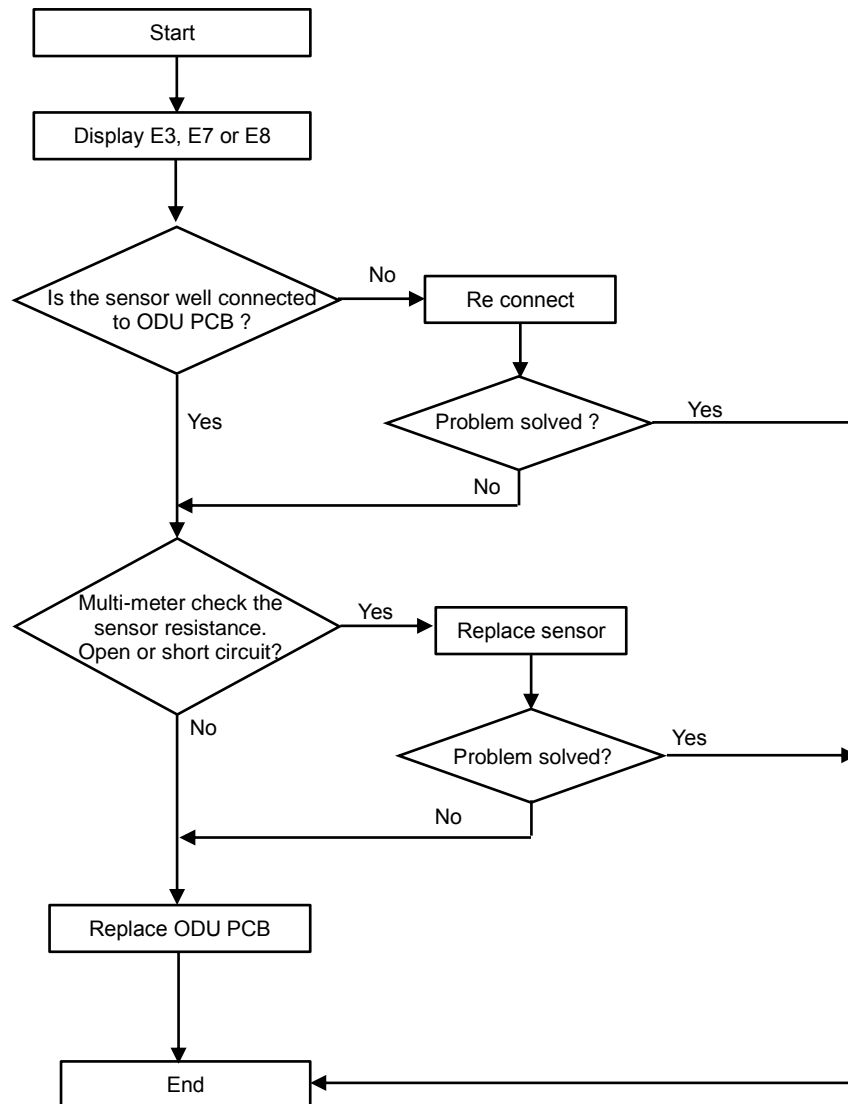 Start
Display E3, E7 or E8
Is the sensor well connected
to ODU PCB ?
No
Re connect
Yes
Problem solved ?
Yes
No
Multi-meter check the
sensor resistance.
Open or short circuit?
Yes
Replace sensor
No
Problem solved?
Yes
No
Replace ODU PCB
End